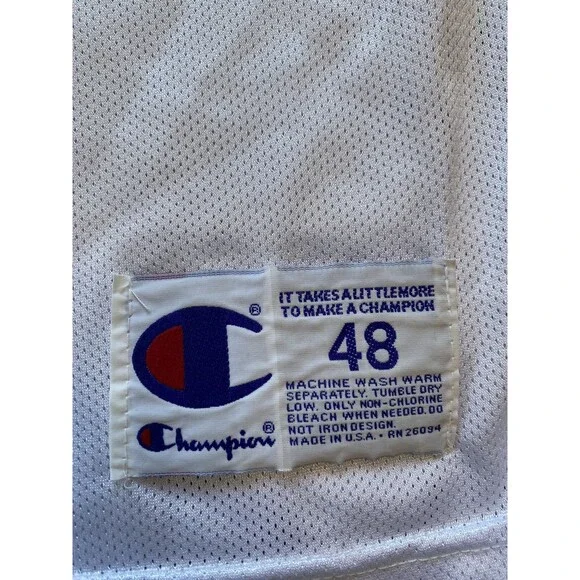 ®
Champion®
IT TAKES A LITTLE MORE
TO MAKE A CHAMPION
48
MACHINE WASH WARM
SEPARATELY. TUMBLE DRY
LOW. ONLY NON-CHLORINE
BLEACH WHEN NEEDED. DO
NOT IRON DESIGN.
MADE IN U.S.A. • RN 26094